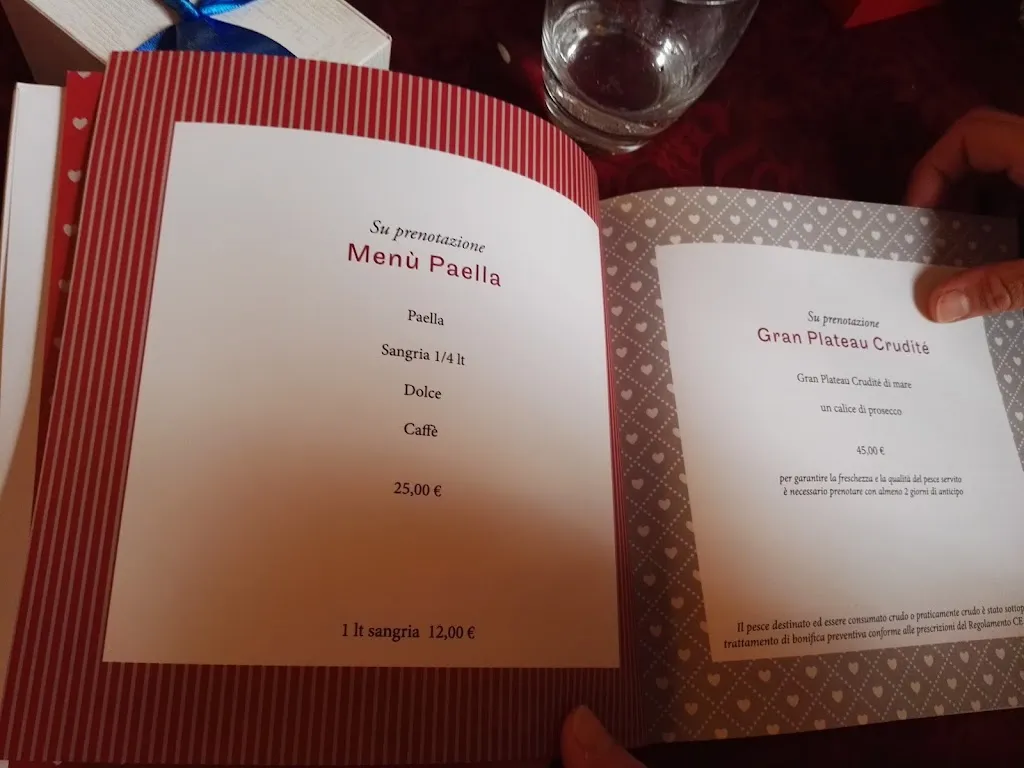 Su prenotazione
Menù Paella
Paella
Sangria 1/4 lt
Dolce
Caffè
25,00 €
1 lt sangria 12,00 €
Su prenotazione
Gran Plateau Crudité
Gran Plateau Crudité di mare
un calice di prosecco
45,00 €
per garantire la freschezza e la qualità del pesce servito
è necessario prenotare con almeno 2 giorni di anticipo
Il pesce destinato ed essere consumato crudo o praticamente crudo è stato
trattamento di bonifica preventiva conforme alle prescrizioni del Regolamento CE